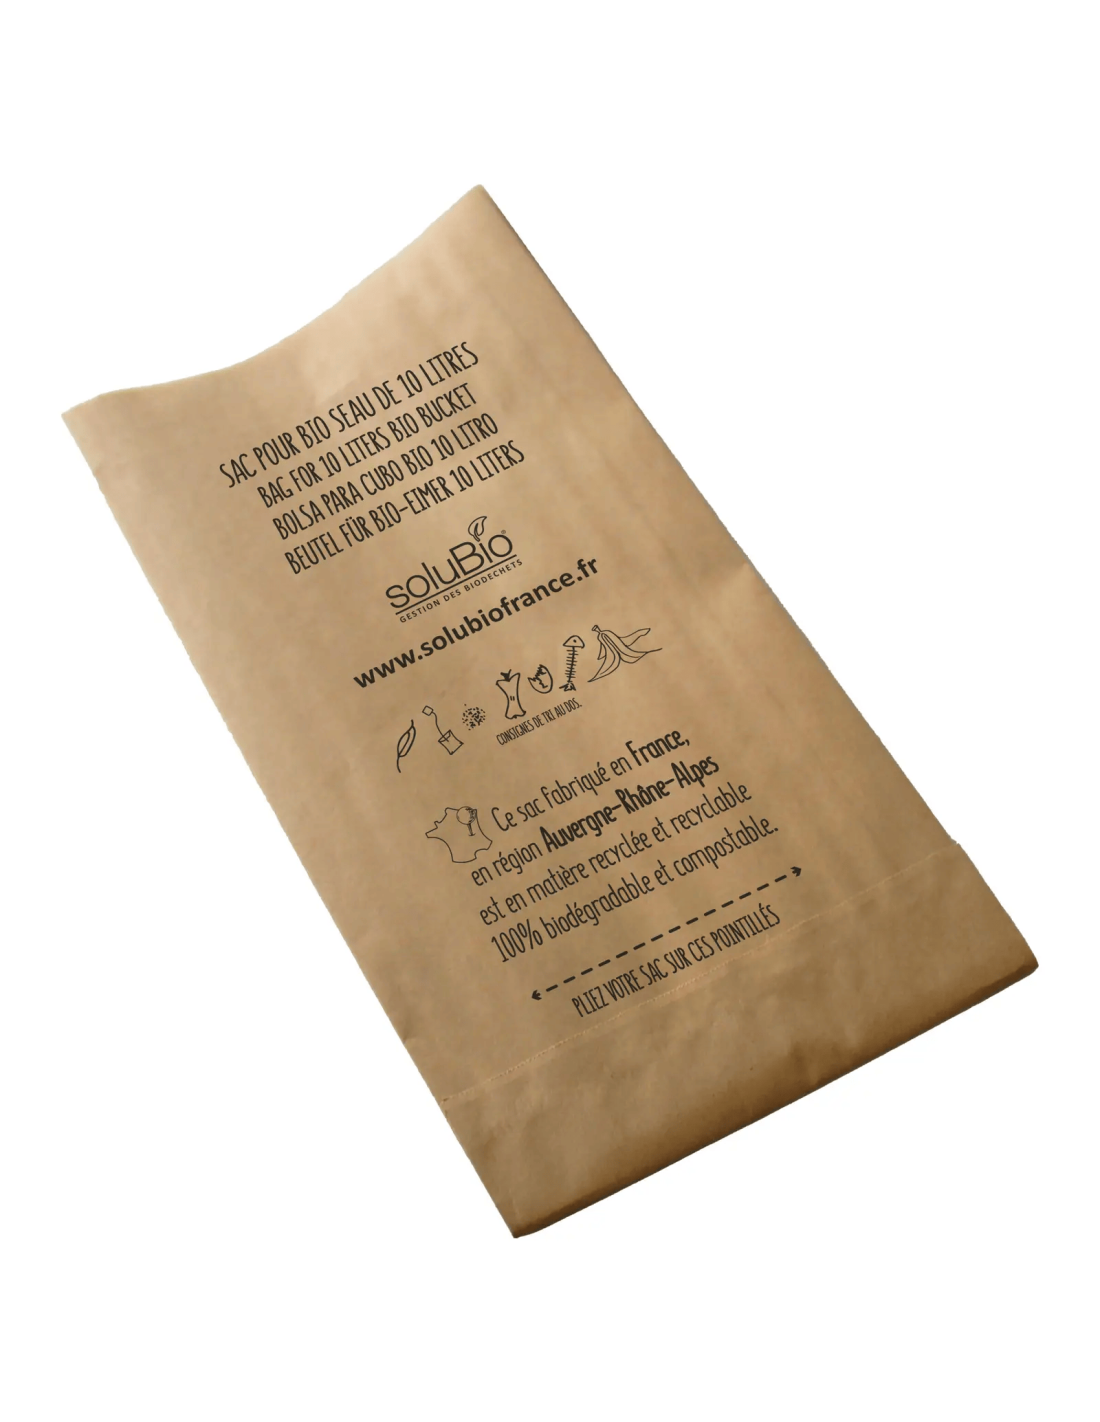 SAC POUR BIO SEAU DE 10 LITRES
BAG FOR 10 LITERS BIO BUCKET
BOLSA PARA CUBO BIO 10 LITRO
BEUTEL FÜR BIO-EIMER 10 LITERS
soluBio®
GESTION DES BIODECHETS
www.solubiofrance.fr
CONSIGNES DE TRI AU DOS.
Ce sac fabriqué en France,
en région Auvergne-Rhône-Alpes
est en matière recyclée et recyclable
100% biodégradable et compostable.
PLIEZ VOTRE SAC SUR CES POINTILLÉS